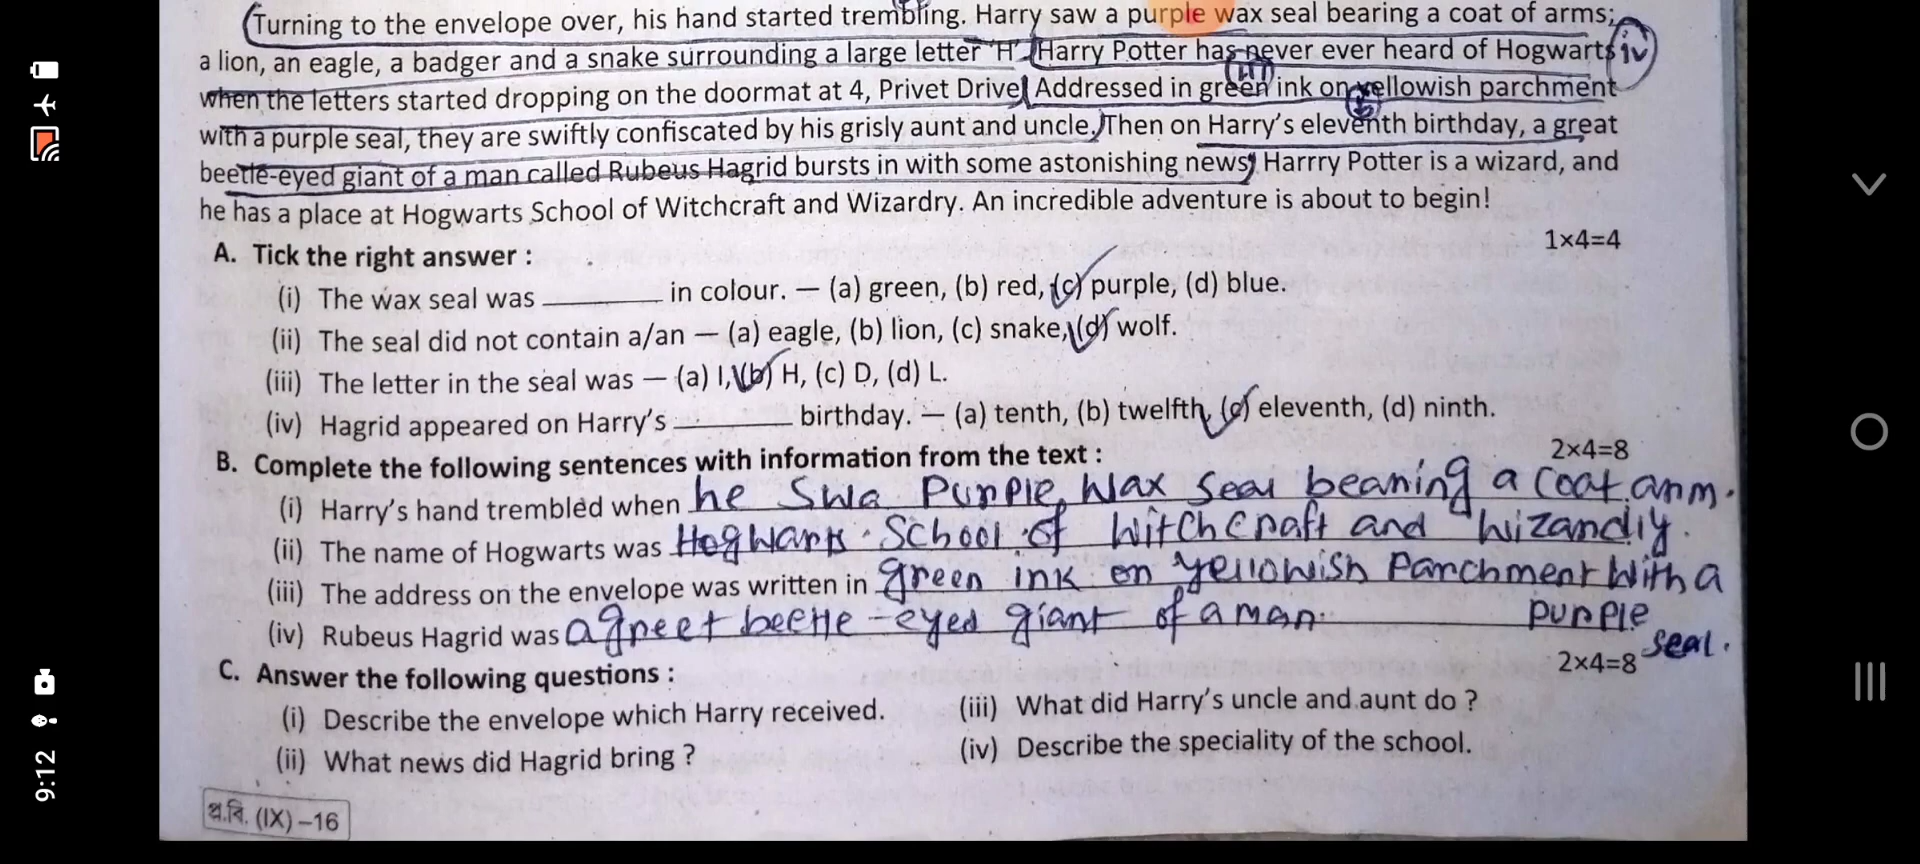 Turning to the envelope over, his hand started trembling. Harry saw a purple wax seal bearing a coat of arms;
a lion, an eagle, a badger and a snake surrounding a large letter 'H'. Harry Potter has never ever heard of Hogwarts iv
when the letters started dropping on the doormat at 4, Privet Drive. Addressed in green ink on yellowish parchment
with a purple seal, they are swiftly confiscated by his grisly aunt and uncle. Then on Harry's eleventh birthday, a great
beetle-eyed giant of a man called Rubeus Hagrid bursts in with some astonishing news: Harrry Potter is a wizard, and
he has a place at Hogwarts School of Witchcraft and Wizardry. An incredible adventure is about to begin!
A. Tick the right answer : 1×4=4
(i) The wax seal was ________ in colour. — (a) green, (b) red, (c) purple, (d) blue.
(ii) The seal did not contain a/an — (a) eagle, (b) lion, (c) snake, (d) wolf.
(iii) The letter in the seal was — (a) I, (b) H, (c) D, (d) L.
(iv) Hagrid appeared on Harry's ________ birthday. — (a) tenth, (b) twelfth, (c) eleventh, (d) ninth.
B. Complete the following sentences with information from the text : 2×4=8
(i) Harry's hand trembled when he swa purple wax seal bearing a coat arm.
(ii) The name of Hogwarts was Hogwarts School of witchcraft and wizardly.
(iii) The address on the envelope was written in green ink on yellowish Parchment with a
purple
(iv) Rubeus Hagrid was a greet beetle-eyed giant of a man.
seal.
C. Answer the following questions : 2×4=8
(i) Describe the envelope which Harry received. (iii) What did Harry's uncle and aunt do ?
(ii) What news did Hagrid bring ? (iv) Describe the speciality of the school.
প্র.বি. (IX)–16
9:12